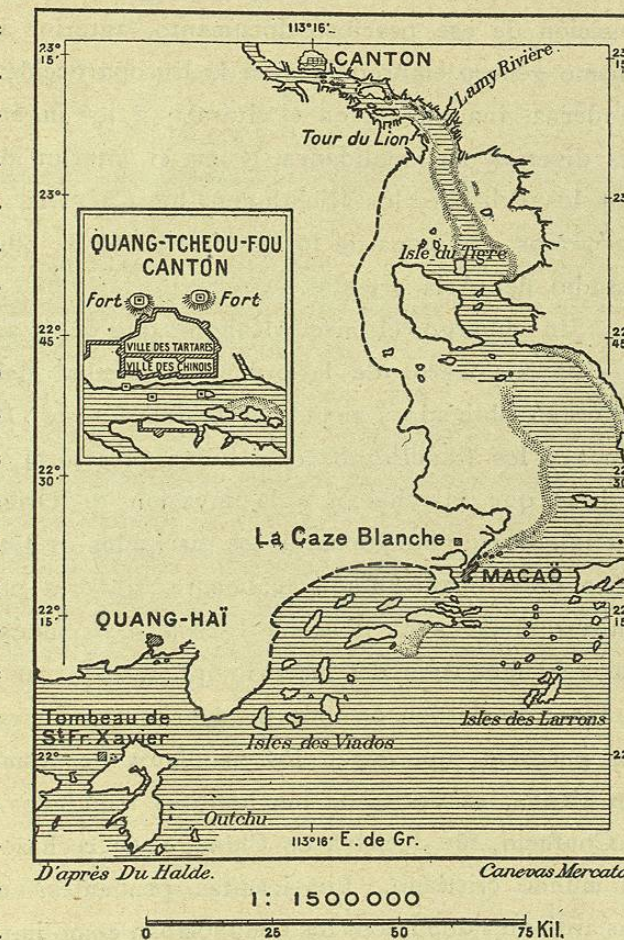 113°16'
23°
15'
CANTON
Lamy Rivière
Tour du Lion
23°
QUANG-TCHEOU-FOU
CANTON
Fort
Fort
VILLE DES TARTARES
VILLE DES CHINOIS
Isle du Tigre
22°
45'
22°
30'
La Caze Blanche
MACAÖ
22°
15'
QUANG-HAÏ
Tombeau de
St Fr. Xavier
22°
Isles des Viados
Isles des Larrons
Outchu
113°16' E. de Gr.
D'après Du Halde.
Canevas
1: 1500000
0 25 50 75 Kil.